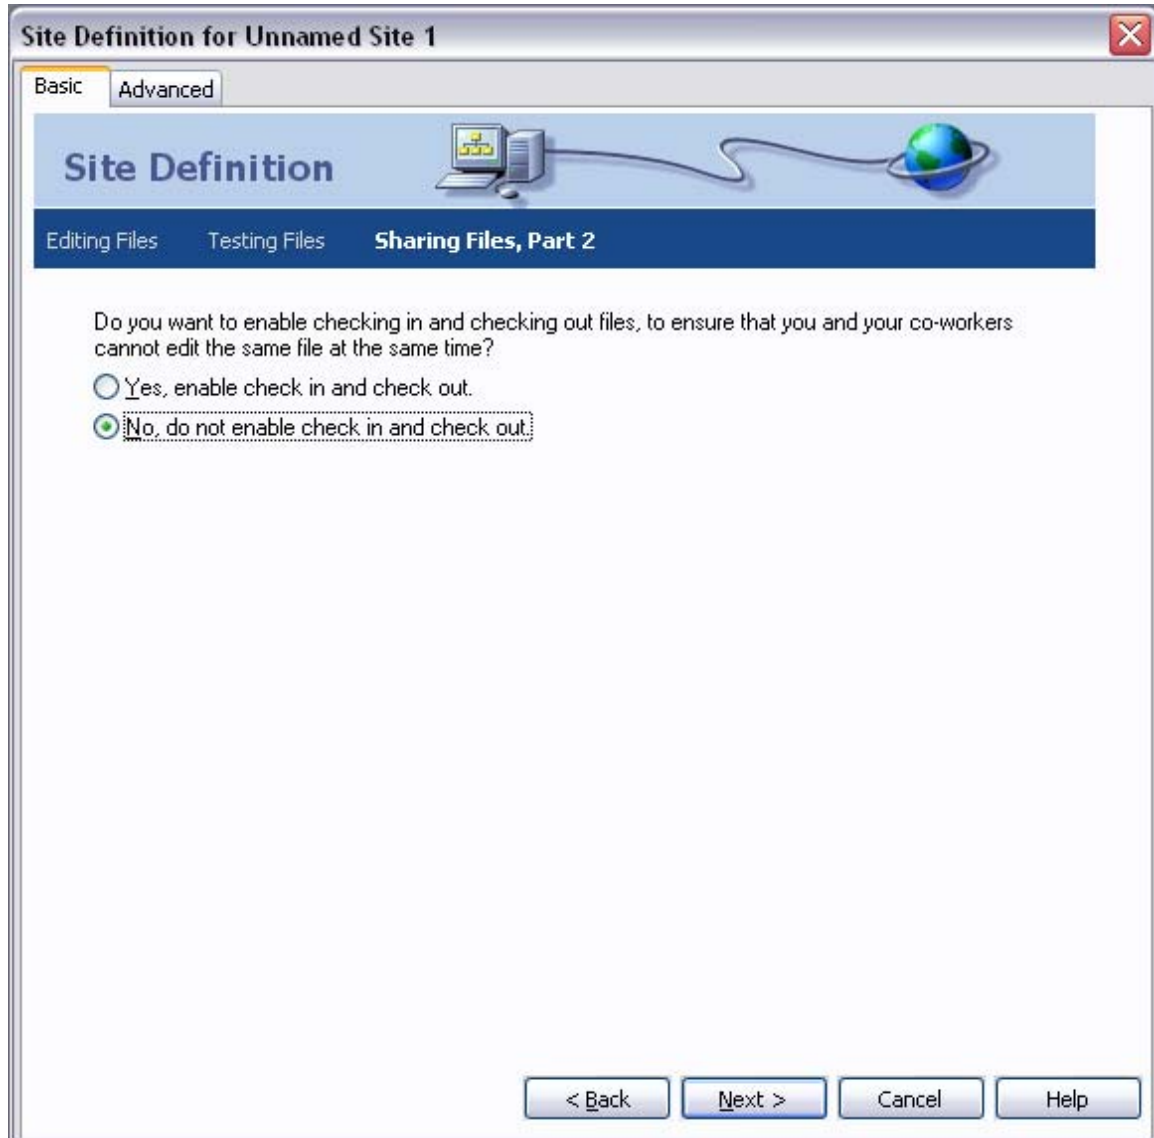 Site Definition for Unnamed Site 1
Basic Advanced
Site Definition
Editing Files Testing Files Sharing Files, Part 2
Do you want to enable checking in and checking out files, to ensure that you and your co-workers
cannot edit the same file at the same time?
Yes, enable check in and check out.
No, do not enable check in and check out.
< Back Next > Cancel Help